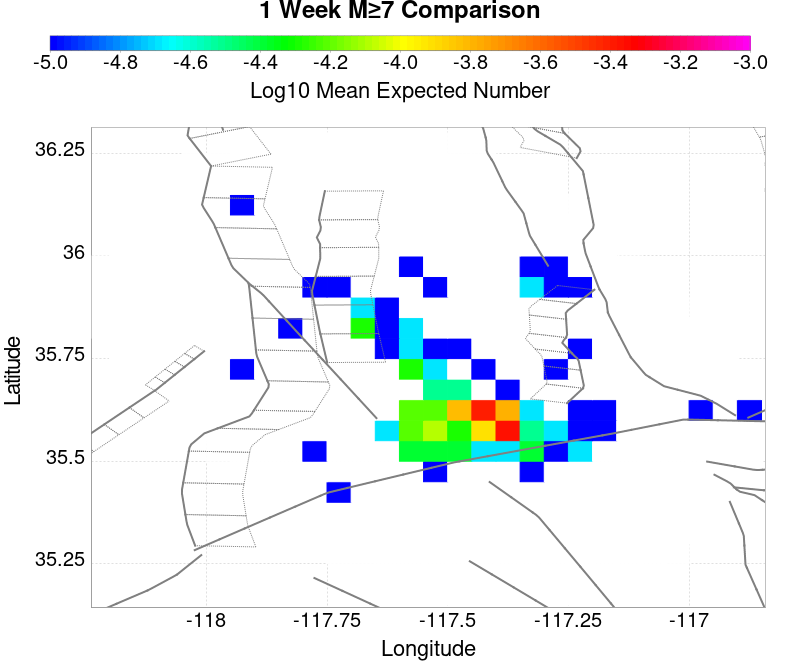 1 Week M≥7 Comparison
-5.0 -4.8 -4.6 -4.4 -4.2 -4.0 -3.8 -3.6 -3.4 -3.2 -3.0
Log10 Mean Expected Number
36.25
36
35.75
35.5
35.25
Latitude
-118 -117.75 -117.5 -117.25 -117
Longitude